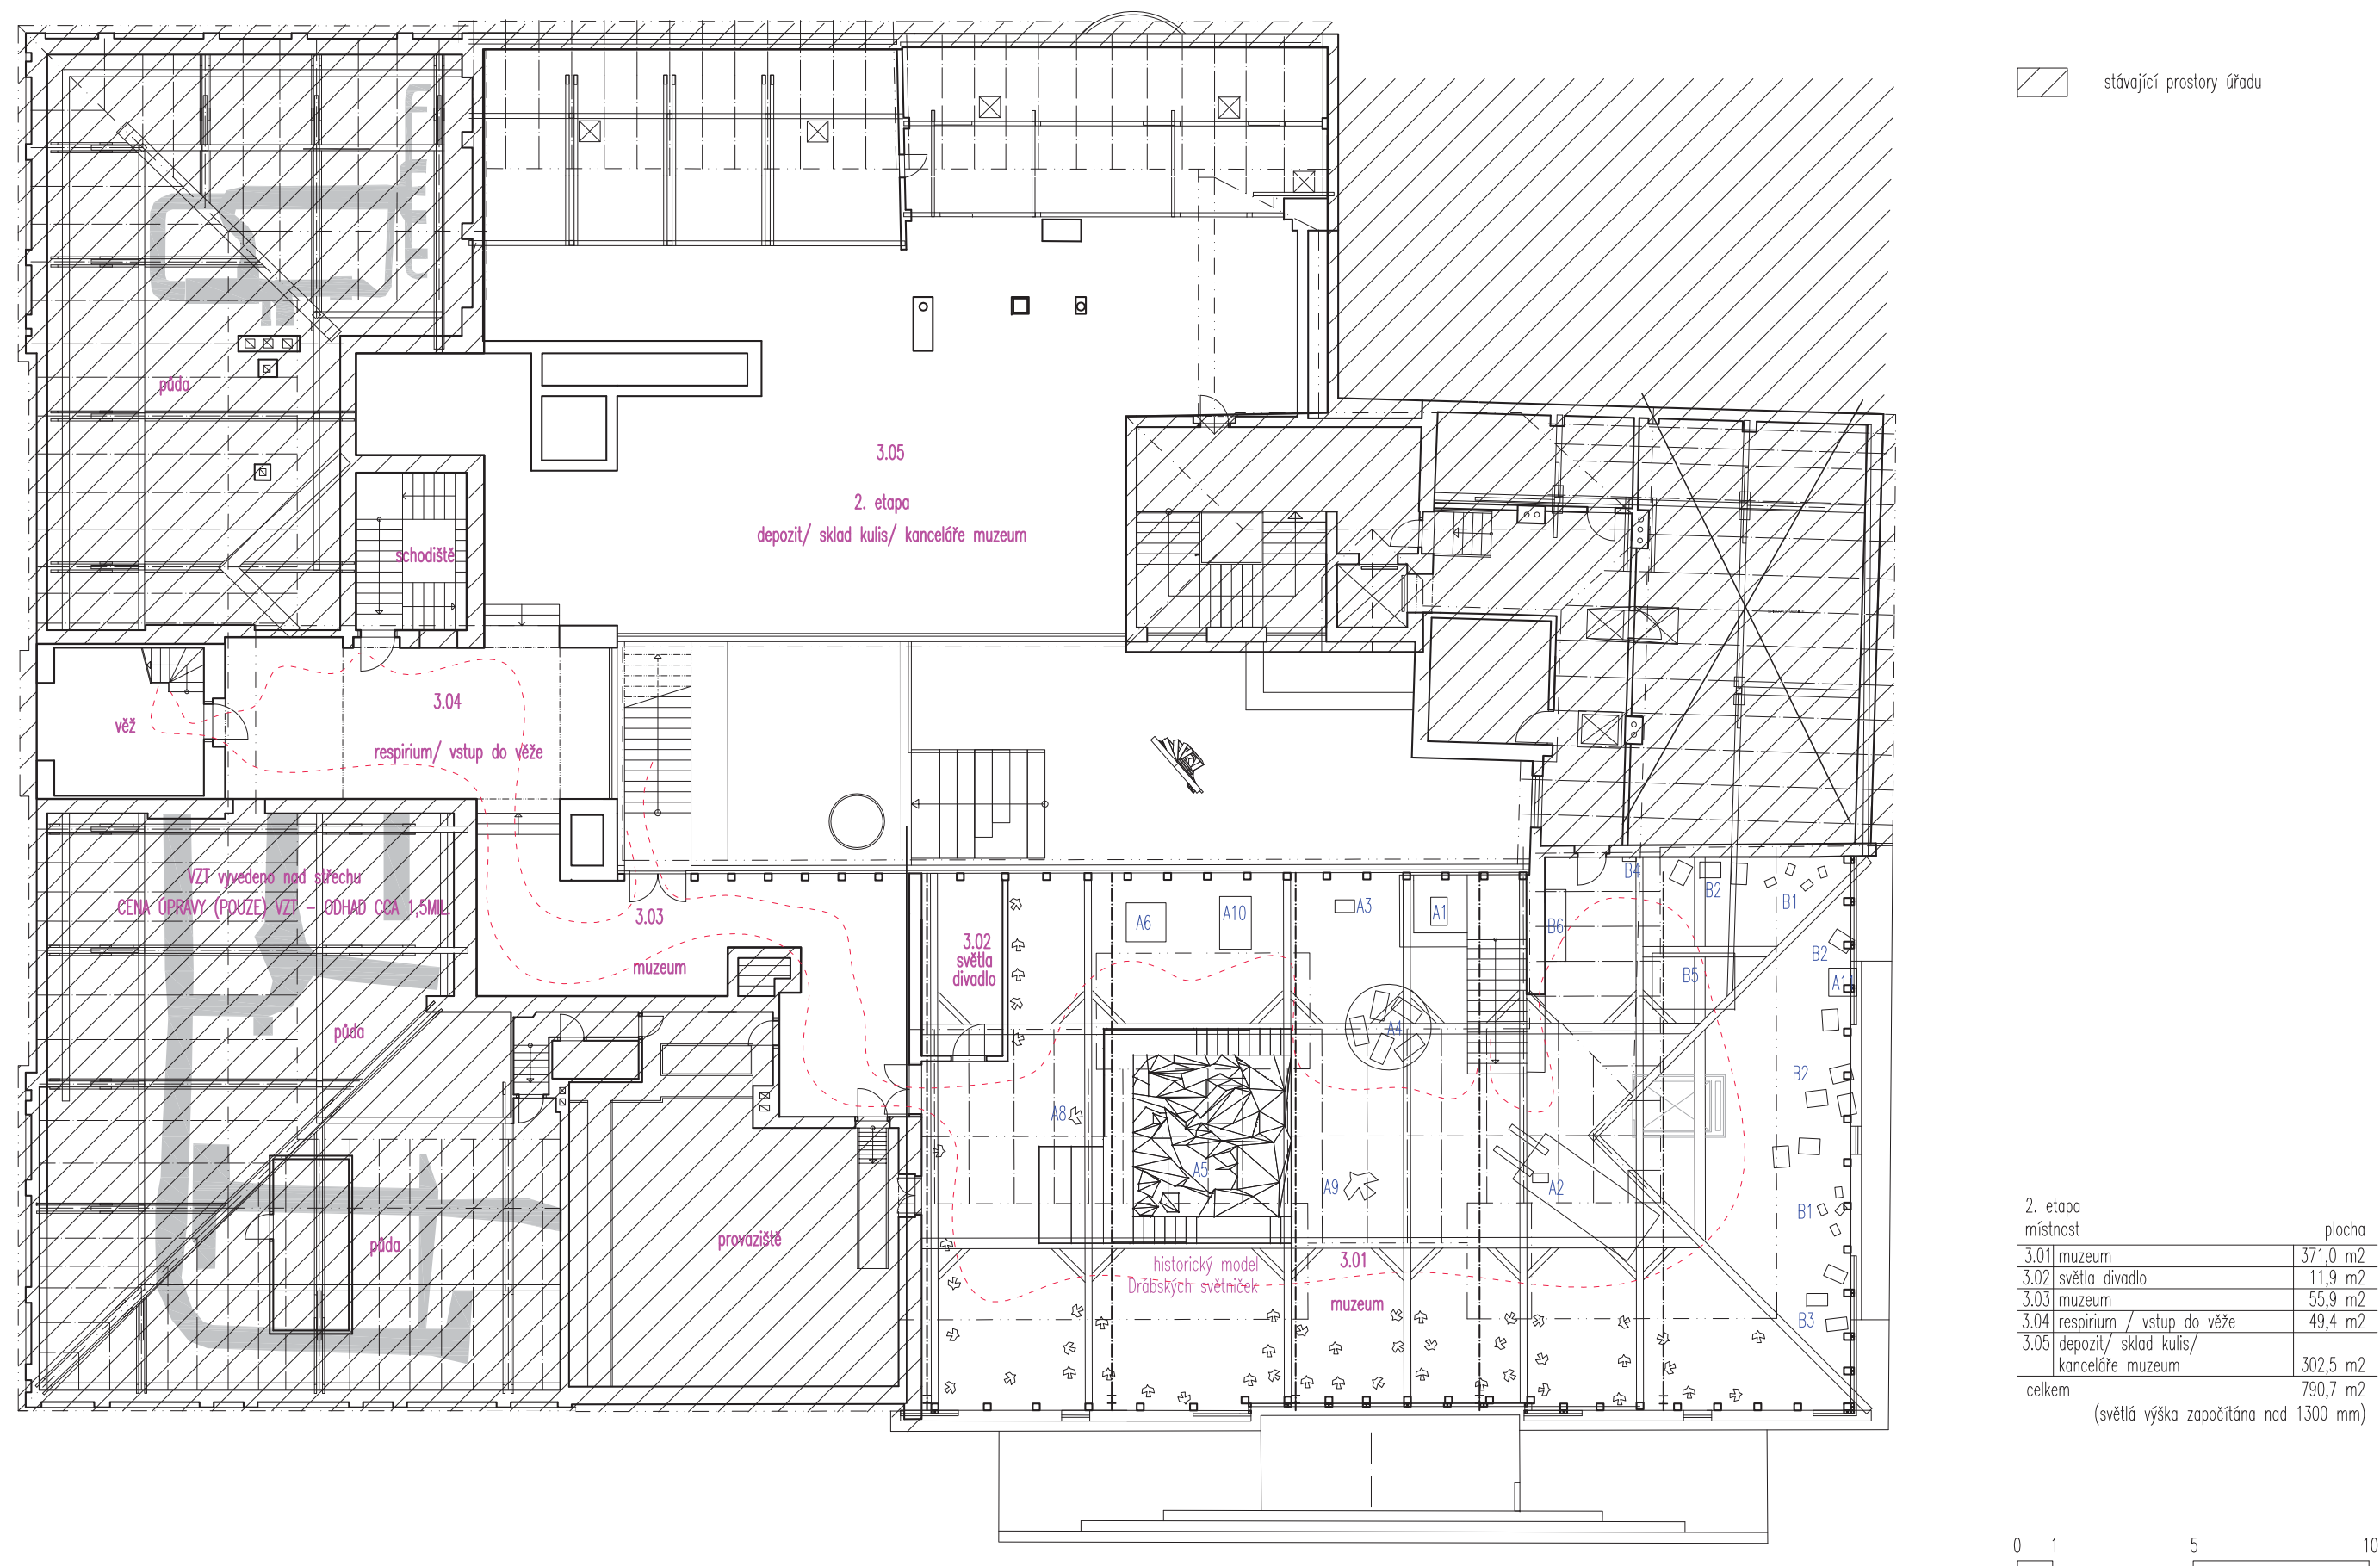 stávající prostory úřadu
půda
3.05
2. etapa
depozit/ sklad kulis/ kanceláře muzeum
schodiště
3.04
věž
respirium/ vstup do věže
VZT vyvedeno nad střechu
CENA ÚPRAVY (POUZE) VZT - ODHAD CCA 1,5MIL.
3.03
muzeum
3.02
světla
divadlo
A6
A10
A3
A1
B6
B4
B2
B1
B2
A11
B5
A4
půda
B2
A8
A5
A9
A2
B1
půda
provaziště
historický model
Drábských světniček
3.01
muzeum
B3
2. etapa
místnost plocha
3.01 muzeum 371,0 m2
3.02 světla divadlo 11,9 m2
3.03 muzeum 55,9 m2
3.04 respirium / vstup do věže 49,4 m2
3.05 depozit/ sklad kulis/
kanceláře muzeum 302,5 m2
celkem 790,7 m2
(světlá výška započítána nad 1300 mm)
0 1 5 10